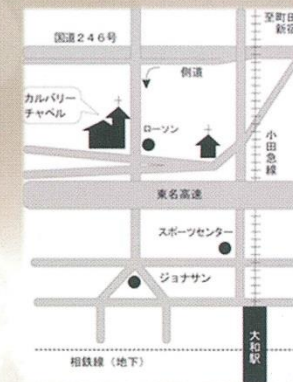 至町田
新宿
国道246号
側道
カルバリー
チャペル
ローソン
小田急線
東名高速
スポーツセンター
ジョナサン
大和駅
相鉄線（地下）